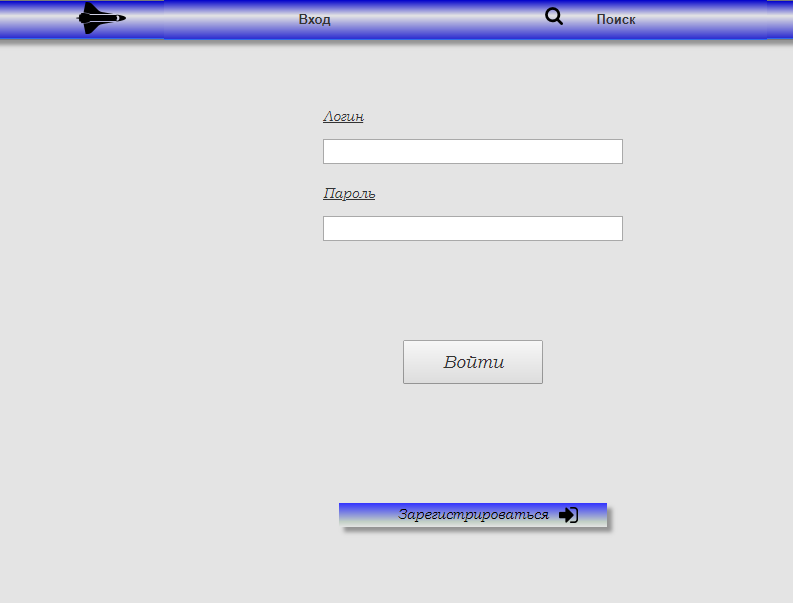 Вход Поиск
Логин
Пароль
Войти
Зарегистрироваться